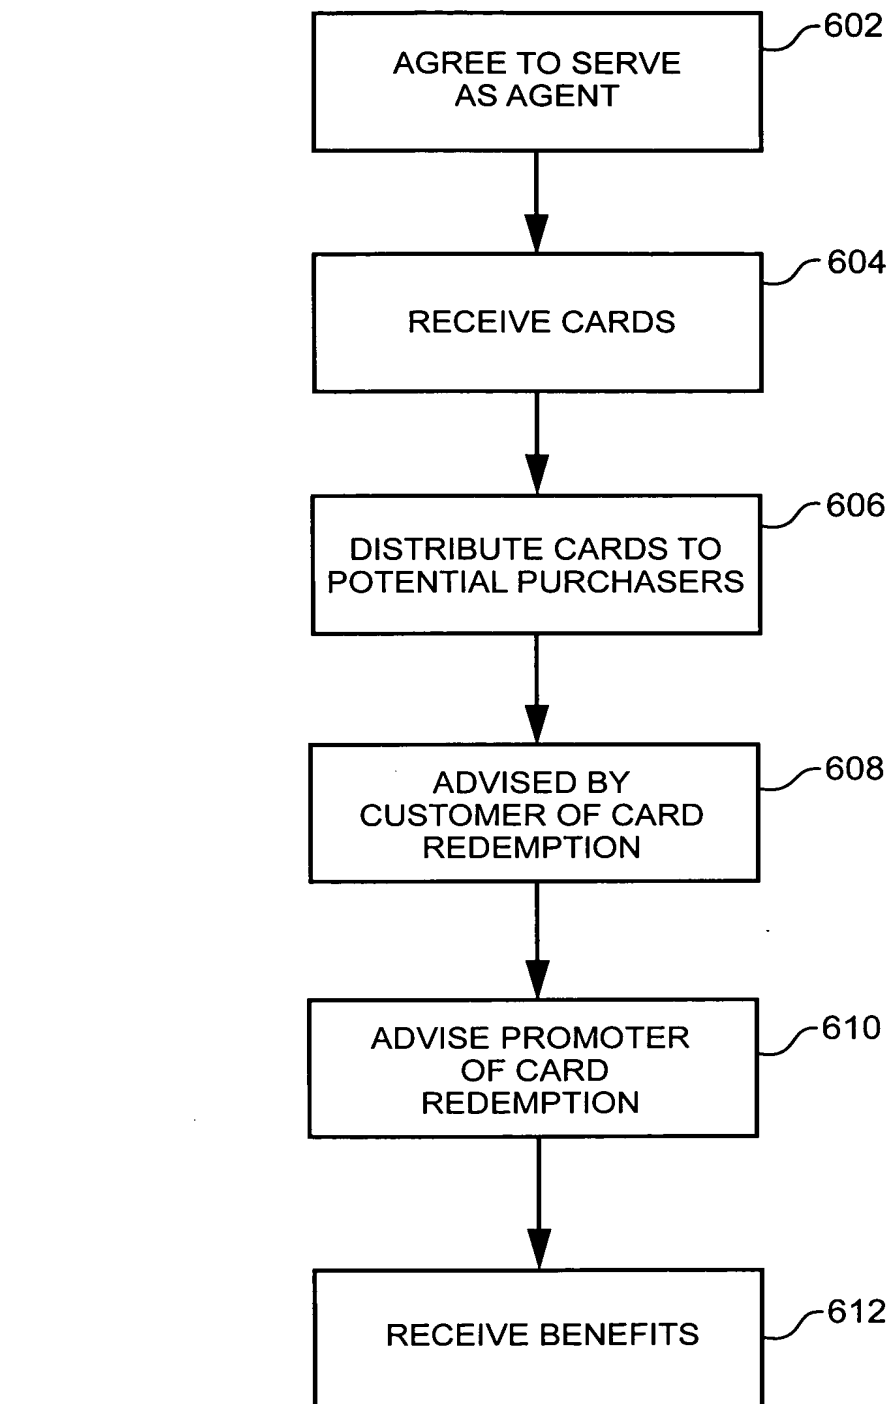 602
AGREE TO SERVE
AS AGENT
604
RECEIVE CARDS
606
DISTRIBUTE CARDS TO
POTENTIAL PURCHASERS
608
ADVISED BY
CUSTOMER OF CARD
REDEMPTION
610
ADVISE PROMOTER
OF CARD
REDEMPTION
612
RECEIVE BENEFITS